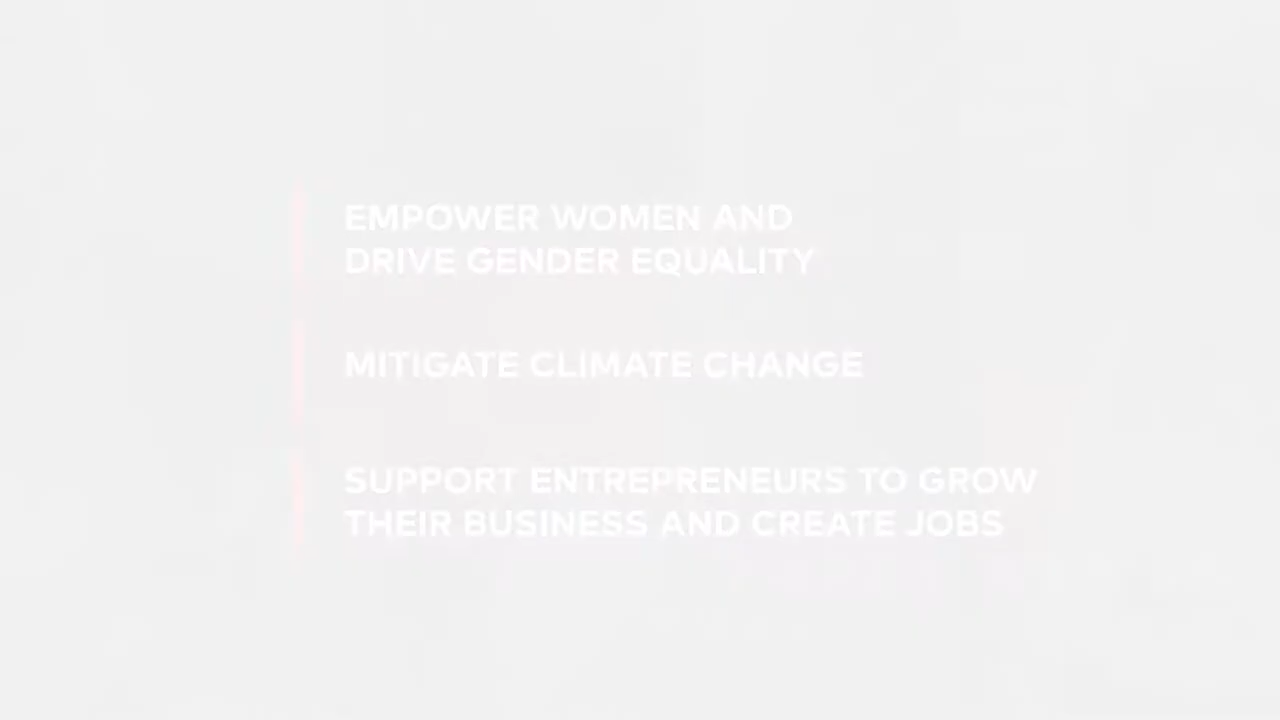 EMPOWER WOMEN AND
DRIVE GENDER EQUALITY
MITIGATE CLIMATE CHANGE
SUPPORT ENTREPRENEURS TO GROW
THEIR BUSINESS AND CREATE JOBS